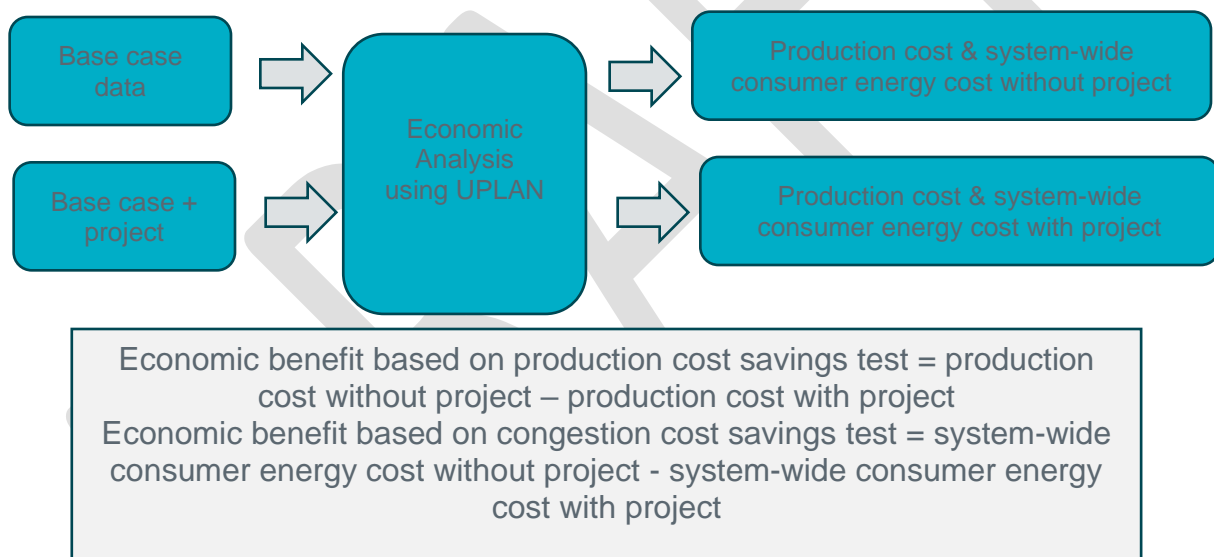 Base case
data
Base case +
project
Economic
Analysis
using UPLAN
Production cost & system-wide
consumer energy cost without project
Production cost & system-wide
consumer energy cost with project
Economic benefit based on production cost savings test = production
cost without project – production cost with project
Economic benefit based on congestion cost savings test = system-wide
consumer energy cost without project - system-wide consumer energy
cost with project